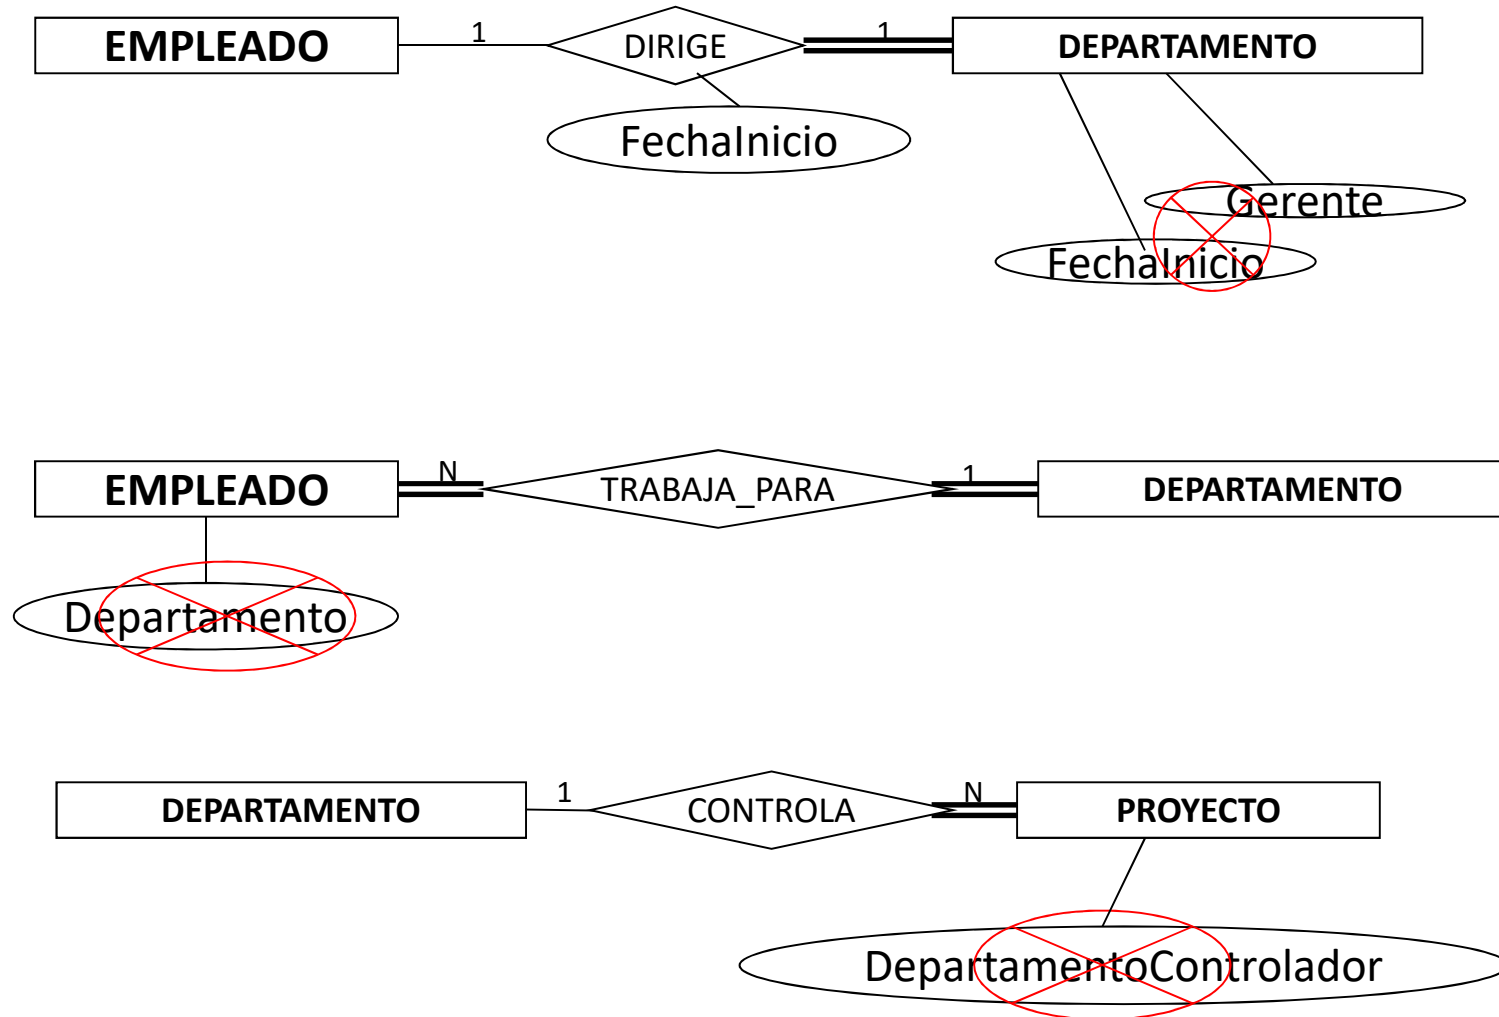 EMPLEADO 1 DIRIGE 1 DEPARTAMENTO
FechaInicio
Gerente
FechaInicio
EMPLEADO N TRABAJA_PARA 1 DEPARTAMENTO
Departamento
DEPARTAMENTO 1 CONTROLA N PROYECTO
DepartamentoControlador